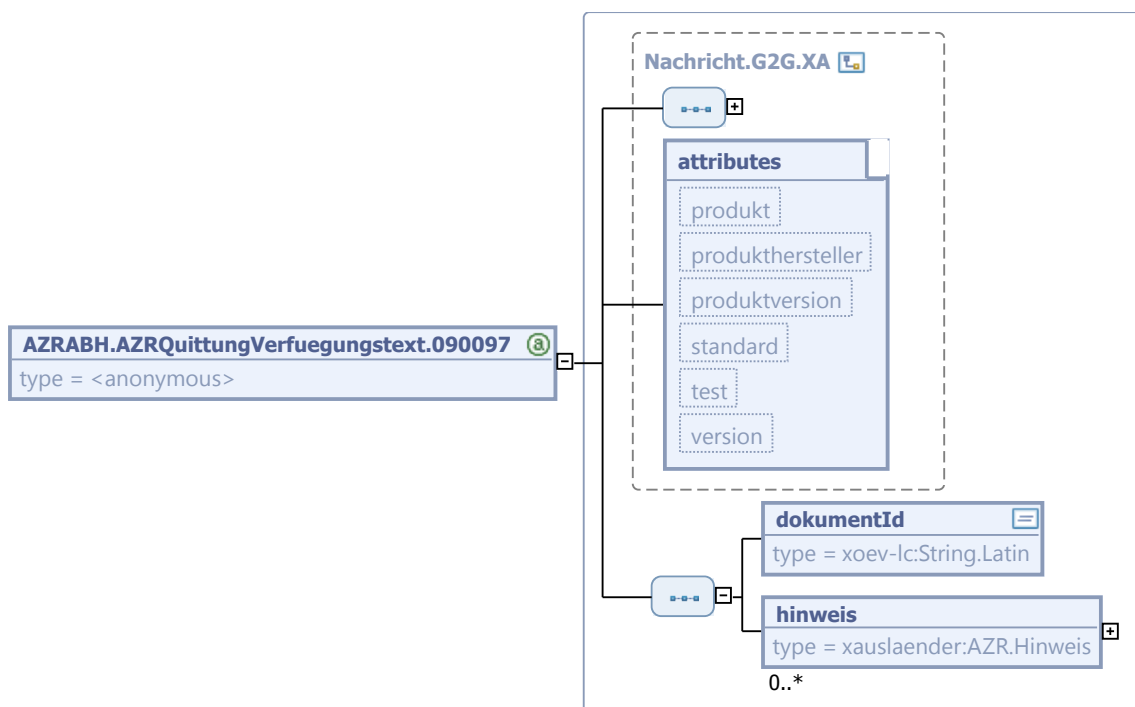 Nachricht.G2G.XA
attributes
produkt
produkthersteller
produktversion
standard
test
version
AZRABH.AZRQuittungVerfuegungstext.090097
type = <anonymous>
dokumentId
type = xoev-lc:String.Latin
hinweis
type = xauslaender:AZR.Hinweis
0..*